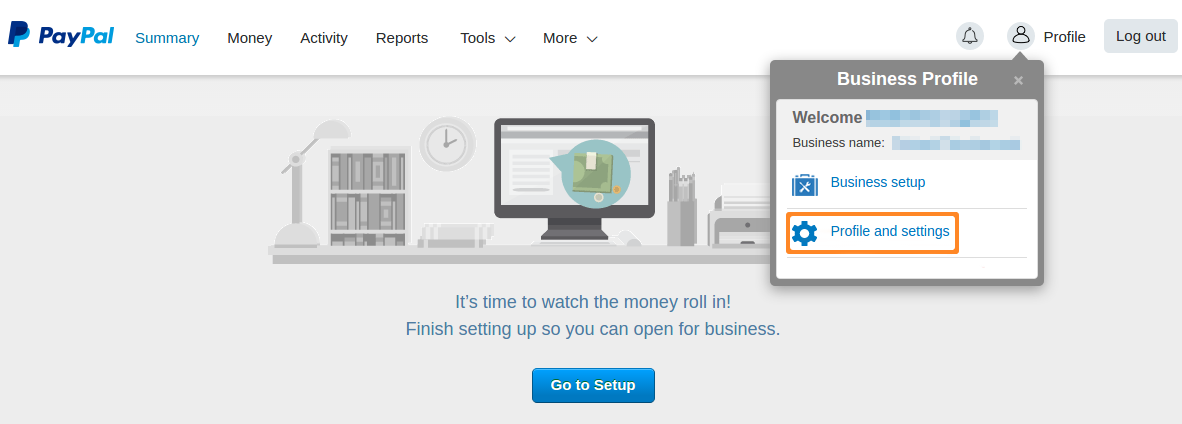 PayPal Summary Money Activity Reports Tools More Profile Log out
Business Profile
Welcome
Business name:
Business setup
Profile and settings
It's time to watch the money roll in!
Finish setting up so you can open for business.
Go to Setup